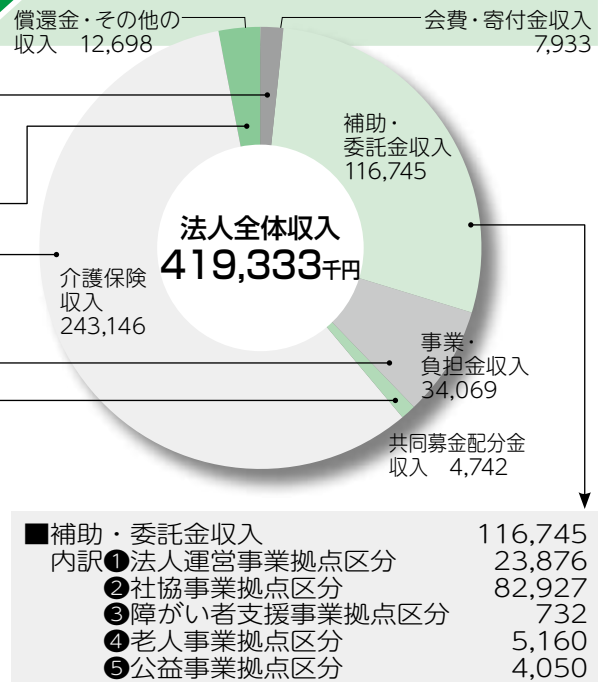 償還金・その他の
収入　12,698
会費・寄付金収入
7,933
補助・
委託金収入
116,745
法人全体収入
419,333千円
介護保険
収入
243,146
事業・
負担金収入
34,069
共同募金配分金
収入　4,742
■補助・委託金収入　116,745
内訳❶法人運営事業拠点区分　23,876
❷社協事業拠点区分　82,927
❸障がい者支援事業拠点区分　732
❹老人事業拠点区分　5,160
❺公益事業拠点区分　4,050